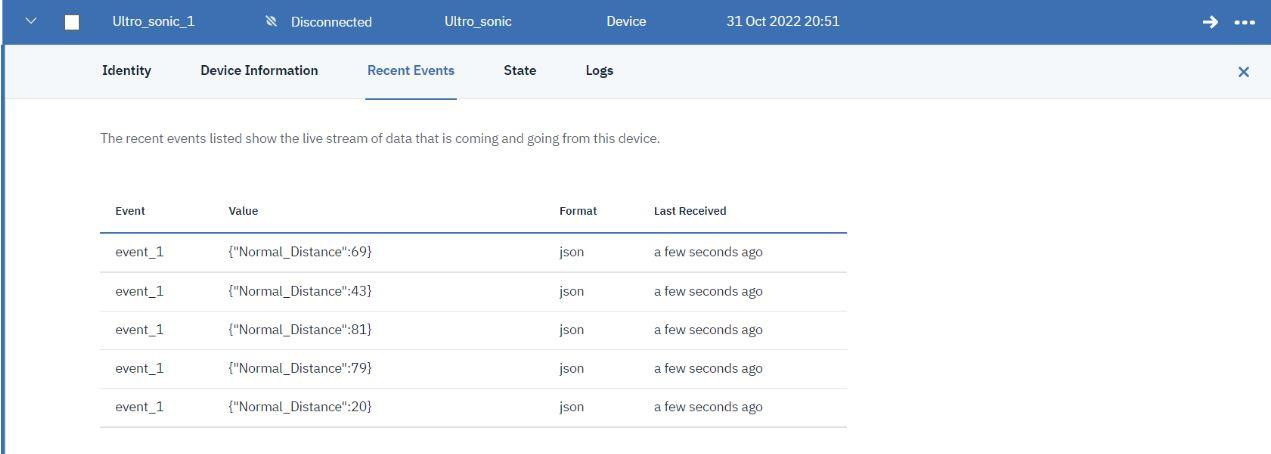 Ultro_sonic_1 Disconnected Ultro_sonic Device 31 Oct 2022 20:51
Identity Device Information Recent Events State Logs
The recent events listed show the live stream of data that is coming and going from this device.
Event Value Format Last Received
event_1 {"Normal_Distance":69} json a few seconds ago
event_1 {"Normal_Distance":43} json a few seconds ago
event_1 {"Normal_Distance":81} json a few seconds ago
event_1 {"Normal_Distance":79} json a few seconds ago
event_1 {"Normal_Distance":20} json a few seconds ago